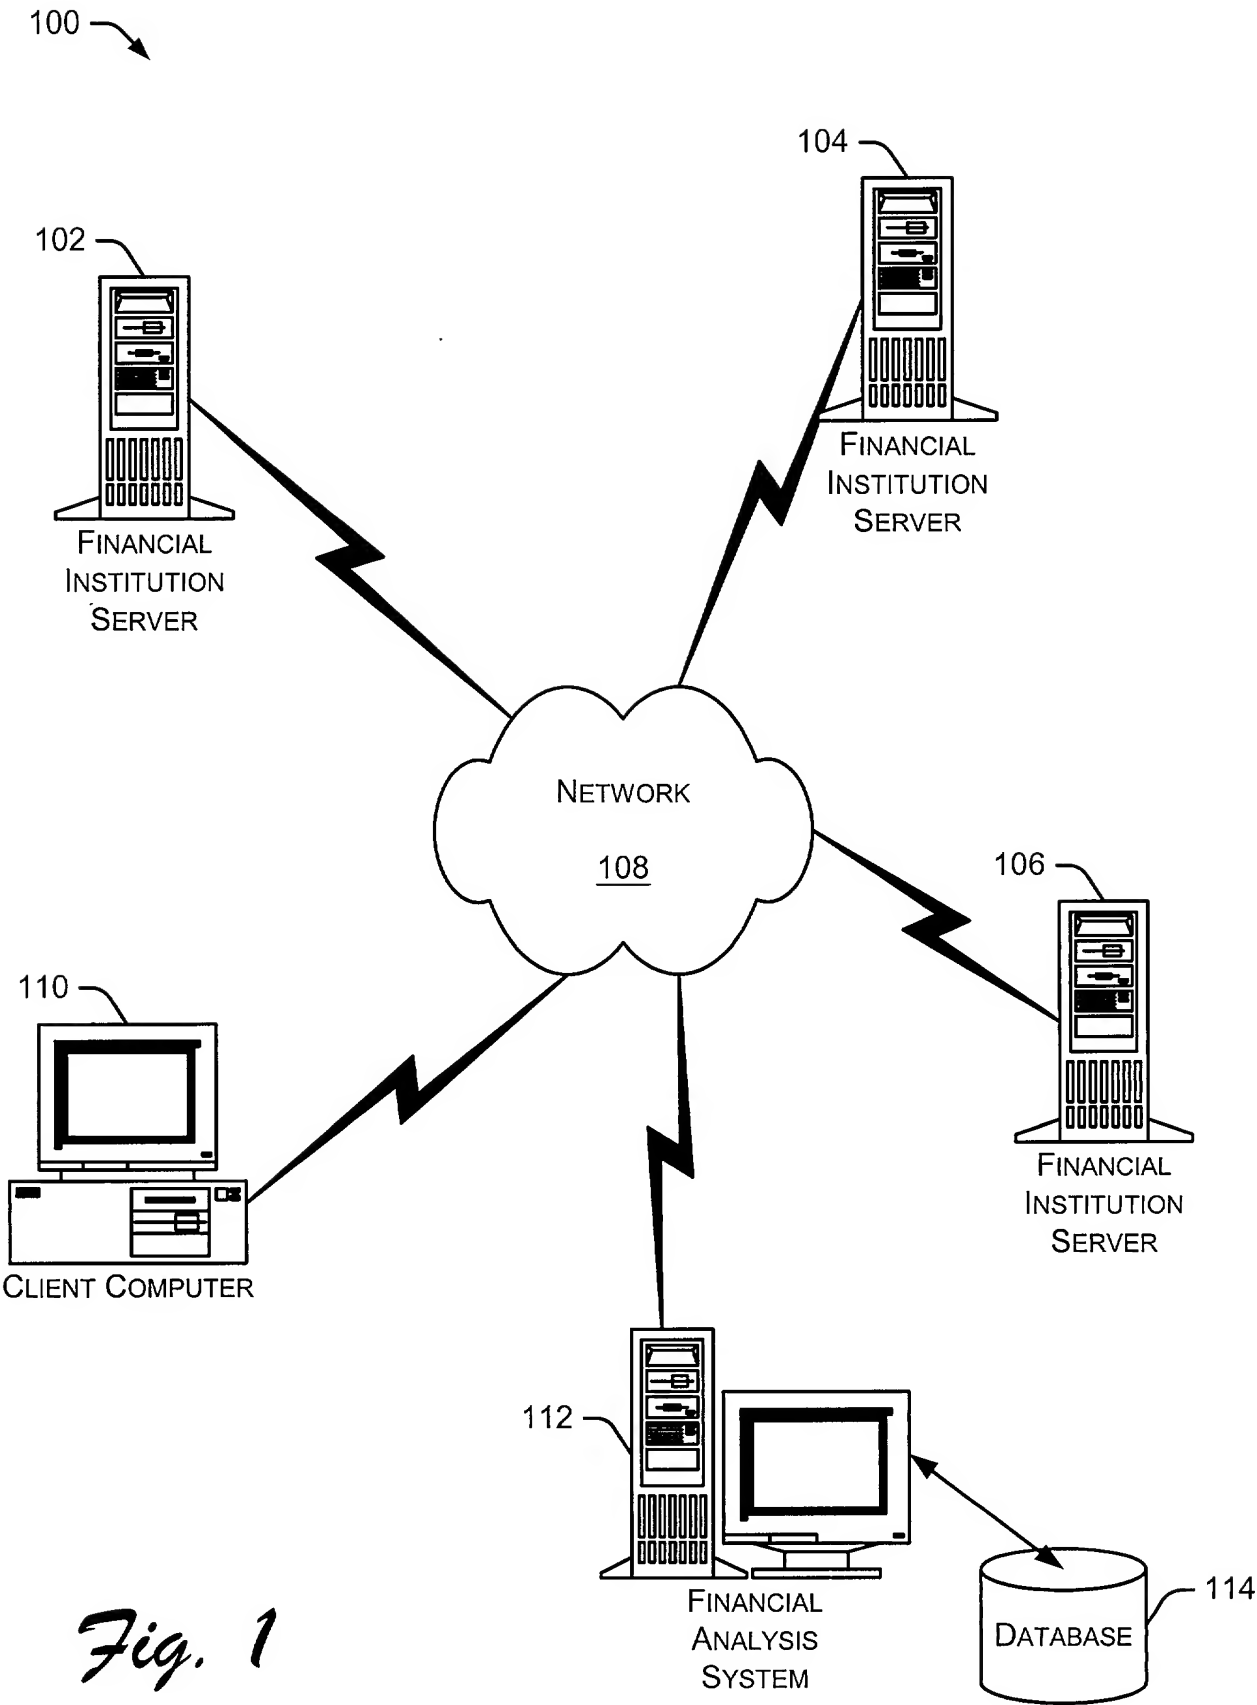 100
104
102
FINANCIAL
INSTITUTION
SERVER
FINANCIAL
INSTITUTION
SERVER
NETWORK
108
106
110
FINANCIAL
INSTITUTION
SERVER
CLIENT COMPUTER
112
114
DATABASE
FINANCIAL
ANALYSIS
SYSTEM
Fig. 1